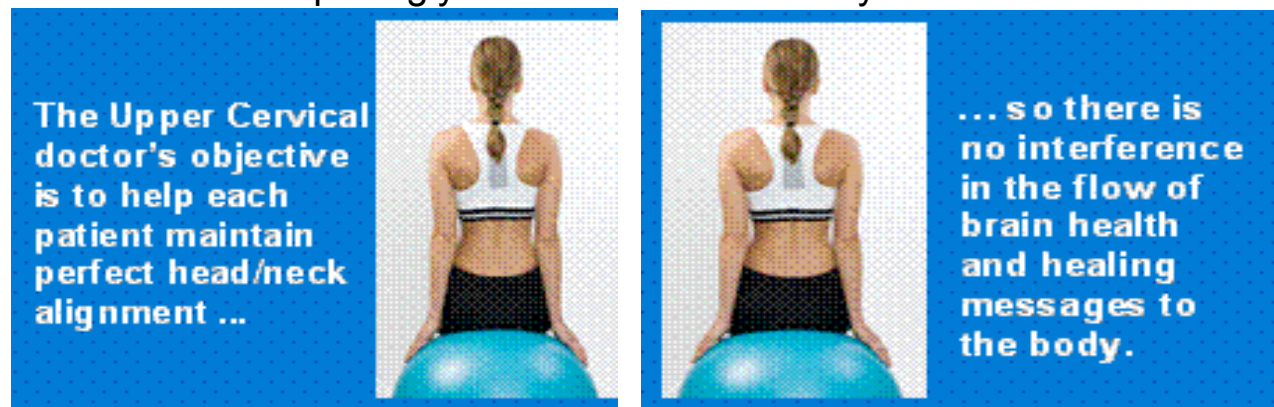 The Upper Cervical
doctor's objective
is to help each
patient maintain
perfect head/neck
alignment ...
... so there is
no interference
in the flow of
brain health
and healing
messages to
the body.